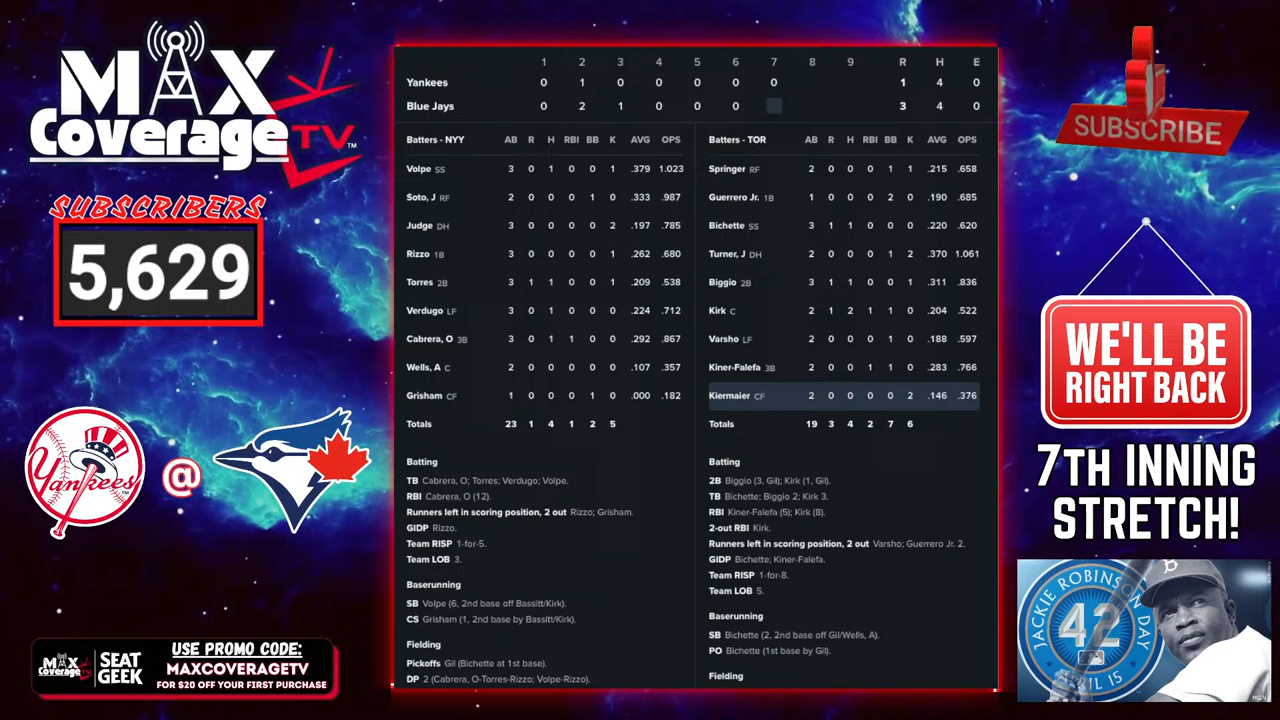 MAX
Coverage
TV™
SUBSCRIBERS
5,629
Yankees
@
MAX
Coverage
TV
SEAT
GEEK
USE PROMO CODE:
MAXCOVERAGETV
FOR $20 OFF YOUR FIRST PURCHASE
1 2 3 4 5 6 7 8 9 R H E
Yankees 0 1 0 0 0 0 0 1 4 0
Blue Jays 0 2 1 0 0 0 3 4 0
Batters - NYY AB R H RBI BB K AVG OPS
Volpe SS 3 0 1 0 0 1 .379 1.023
Soto, J RF 2 0 0 0 1 0 .333 .987
Judge DH 3 0 0 0 0 2 .197 .785
Rizzo 1B 3 0 0 0 0 1 .262 .680
Torres 2B 3 1 1 0 0 1 .209 .538
Verdugo LF 3 0 1 0 0 0 .224 .712
Cabrera, O 3B 3 0 1 1 0 0 .292 .867
Wells, A C 2 0 0 0 0 0 .107 .357
Grisham CF 1 0 0 0 1 0 .000 .182
Totals 23 1 4 1 2 5
Batting
TB Cabrera, O; Torres; Verdugo; Volpe.
RBI Cabrera, O (12).
Runners left in scoring position, 2 out Rizzo; Grisham.
GIDP Rizzo.
Team RISP 1-for-5.
Team LOB 3.
Baserunning
SB Volpe (6, 2nd base off Bassitt/Kirk).
CS Grisham (1, 2nd base by Bassitt/Kirk).
Fielding
Pickoffs Gil (Bichette at 1st base).
DP 2 (Cabrera, O-Torres-Rizzo; Volpe-Rizzo).
Batters - TOR AB R H RBI BB K AVG OPS
Springer RF 2 0 0 0 1 1 .215 .658
Guerrero Jr. 1B 1 0 0 0 2 0 .190 .685
Bichette SS 3 1 1 0 0 0 .220 .620
Turner, J DH 2 0 0 0 1 2 .370 1.061
Biggio 2B 3 1 1 0 0 1 .311 .836
Kirk C 2 1 2 1 1 0 .204 .522
Varsho LF 2 0 0 0 1 0 .188 .597
Kiner-Falefa 3B 2 0 0 1 1 0 .283 .766
Kiermaier CF 2 0 0 0 0 2 .146 .376
Totals 19 3 4 2 7 6
Batting
2B Biggio (3, Gil); Kirk (1, Gil).
TB Bichette; Biggio 2; Kirk 3.
RBI Kiner-Falefa (5); Kirk (8).
2-out RBI Kirk.
Runners left in scoring position, 2 out Varsho; Guerrero Jr. 2.
GIDP Bichette; Kiner-Falefa.
Team RISP 1-for-8.
Team LOB 5.
Baserunning
SB Bichette (2, 2nd base off Gil/Wells, A).
PO Bichette (1st base by Gil).
Fielding
SUBSCRIBE
WE'LL BE
RIGHT BACK
7TH INNING
STRETCH!
JACKIE ROBINSON DAY
42
APRIL 15
B